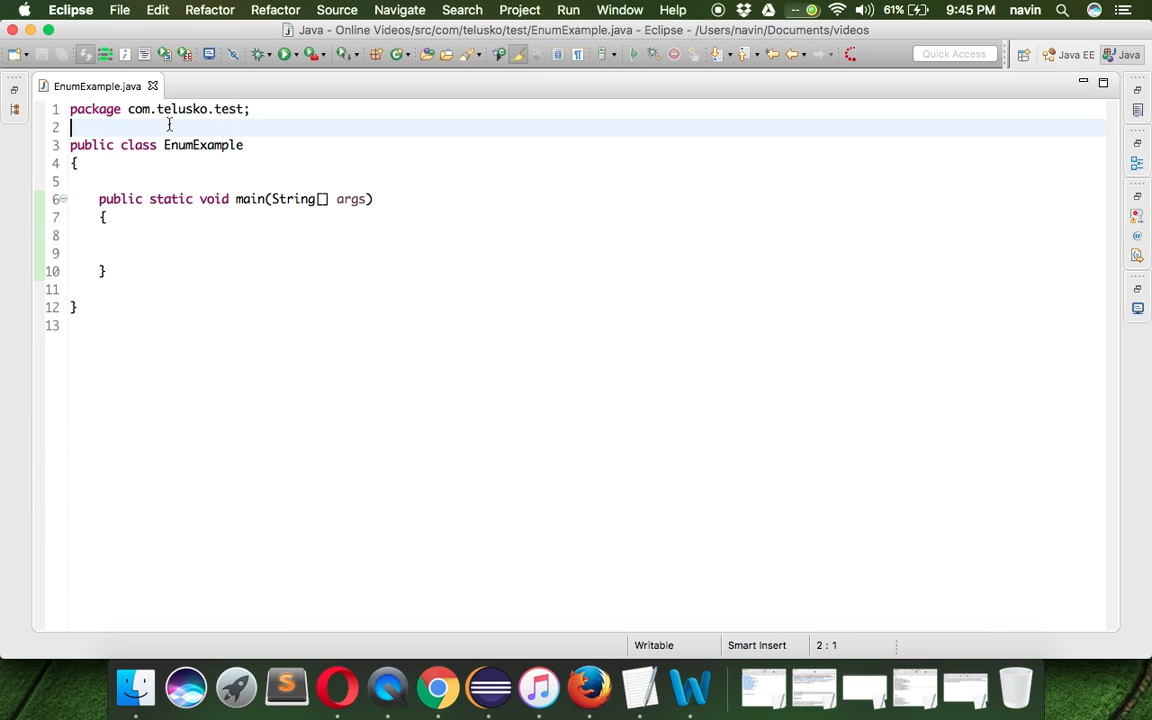 Eclipse File Edit Refactor Refactor Source Navigate Search Project Run Window Help -- 61% 9:45 PM navin
Java - Online Videos/src/com/telusko/test/EnumExample.java - Eclipse - /Users/navin/Documents/videos
Quick Access Java EE Java
EnumExample.java
1 package com.telusko.test;
2
3 public class EnumExample
4 {
5
6 public static void main(String[] args)
7 {
8
9
10 }
11
12 }
13
Writable Smart Insert 2 : 1